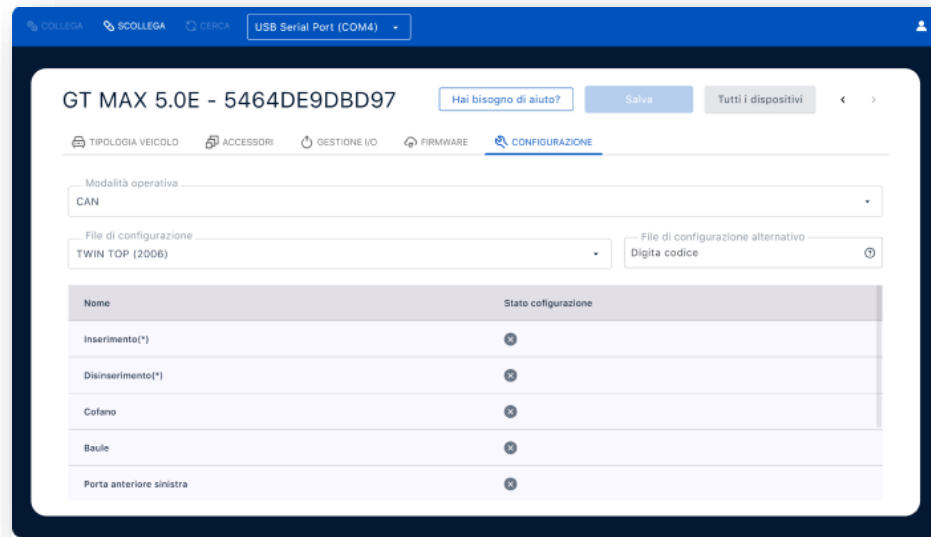 COLLEGA SCOLLEGA CERCA USB Serial Port (COM4)
GT MAX 5.0E - 5464DE9DBD97 Hai bisogno di aiuto? Salva Tutti i dispositivi
TIPOLOGIA VEICOLO ACCESSORI GESTIONE I/O FIRMWARE CONFIGURAZIONE
Modalità operativa
CAN
File di configurazione File di configurazione alternativo
TWIN TOP (2006) Digita codice
Nome Stato cofigurazione
Inserimento(*)
Disinserimento(*)
Cofano
Baule
Porta anteriore sinistra